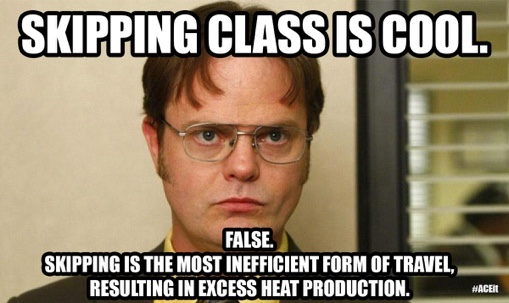 SKIPPING CLASS IS COOL.
FALSE.
SKIPPING IS THE MOST INEFFICIENT FORM OF TRAVEL,
RESULTING IN EXCESS HEAT PRODUCTION.
#ACEit